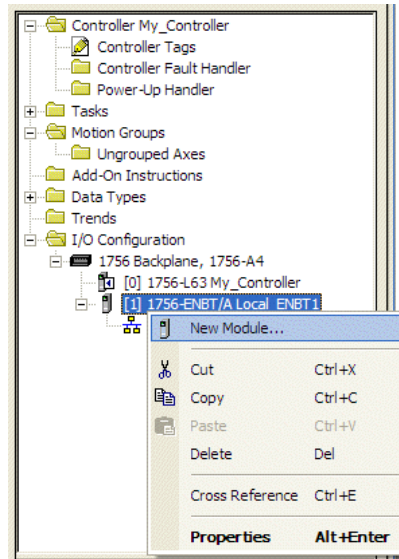 Controller My_Controller
Controller Tags
Controller Fault Handler
Power-Up Handler
Tasks
Motion Groups
Ungrouped Axes
Add-On Instructions
Data Types
Trends
I/O Configuration
1756 Backplane, 1756-A4
[0] 1756-L63 My_Controller
[1] 1756-ENBT/A Local_ENBT1
New Module...
Cut Ctrl+X
Copy Ctrl+C
Paste Ctrl+V
Delete Del
Cross Reference Ctrl+E
Properties Alt+Enter